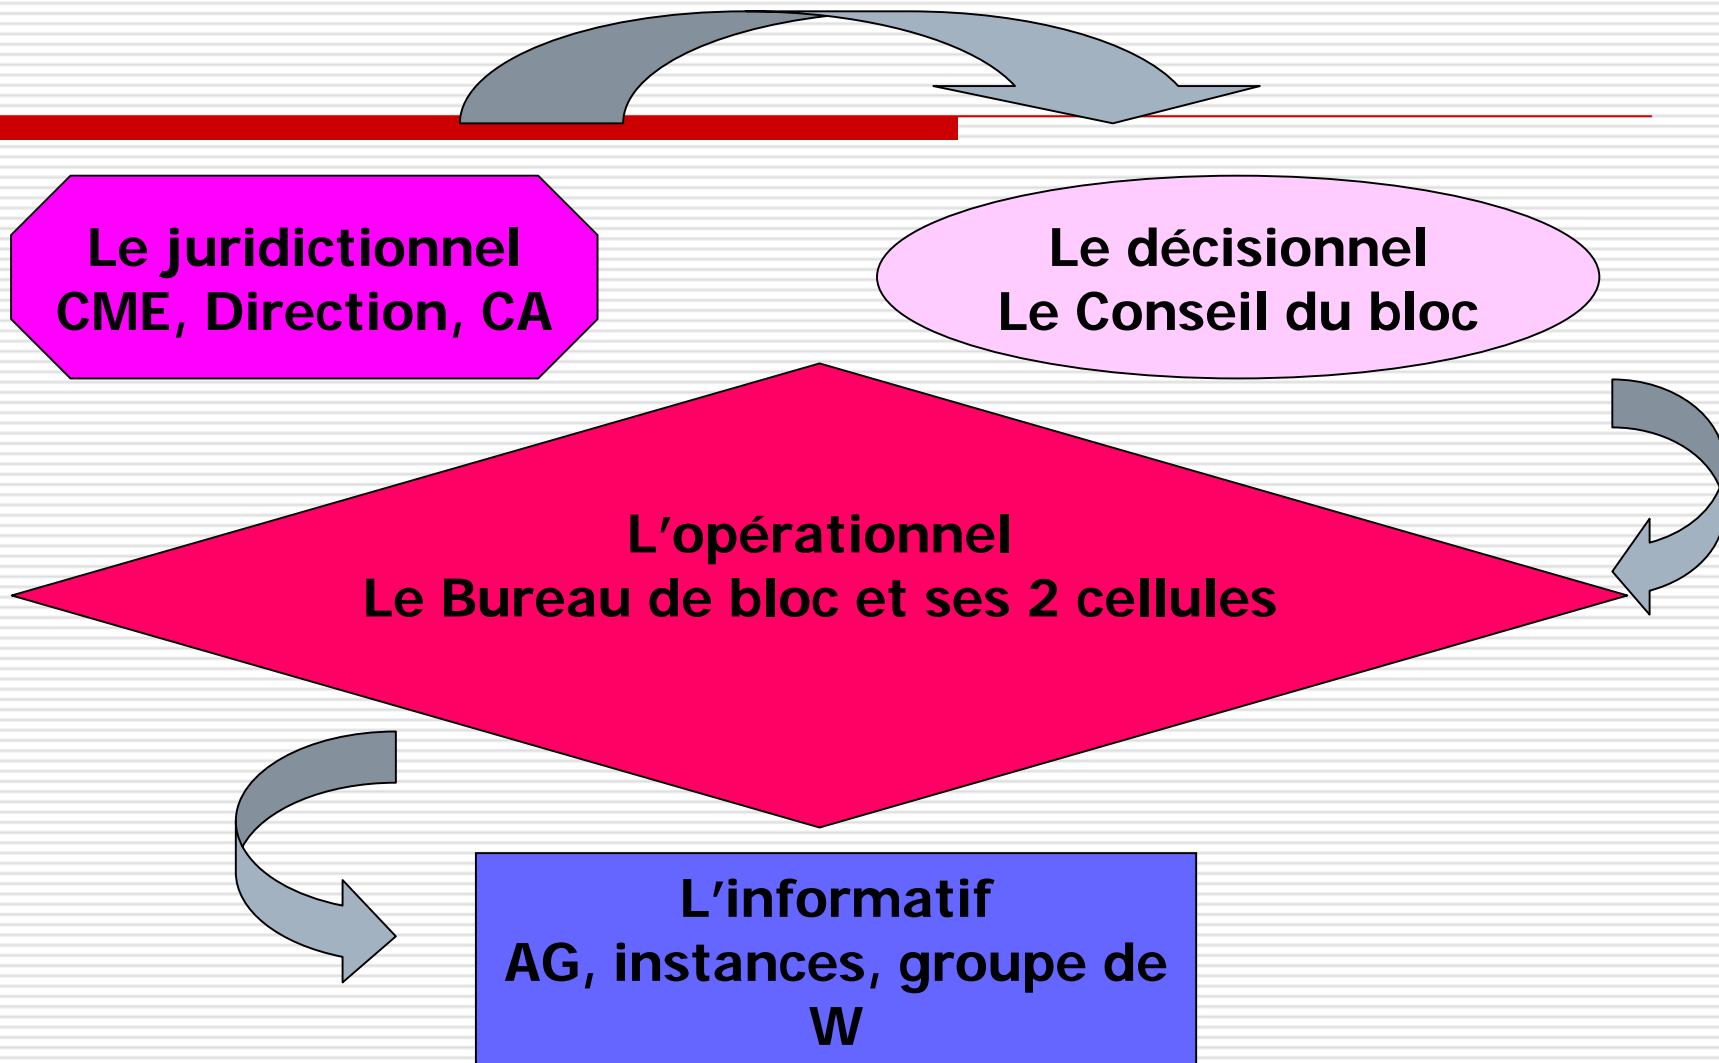 Le juridictionnel
CME, Direction, CA
Le décisionnel
Le Conseil du bloc
L'opérationnel
Le Bureau de bloc et ses 2 cellules
L'informatif
AG, instances, groupe de
W